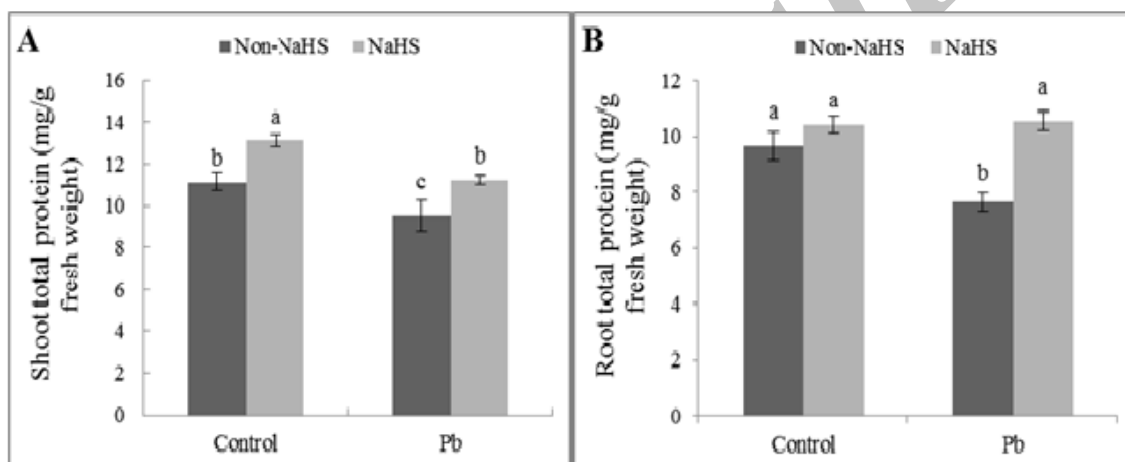 A
Non-NaHS NaHS
Shoot total protein (mg/g
fresh weight)
16
14
12
10
8
6
4
2
0
b
a
c
b
Control Pb
B
Non-NaHS NaHS
Root total protein (mg/g
fresh weight)
12
10
8
6
4
2
0
a
a
b
a
Control Pb